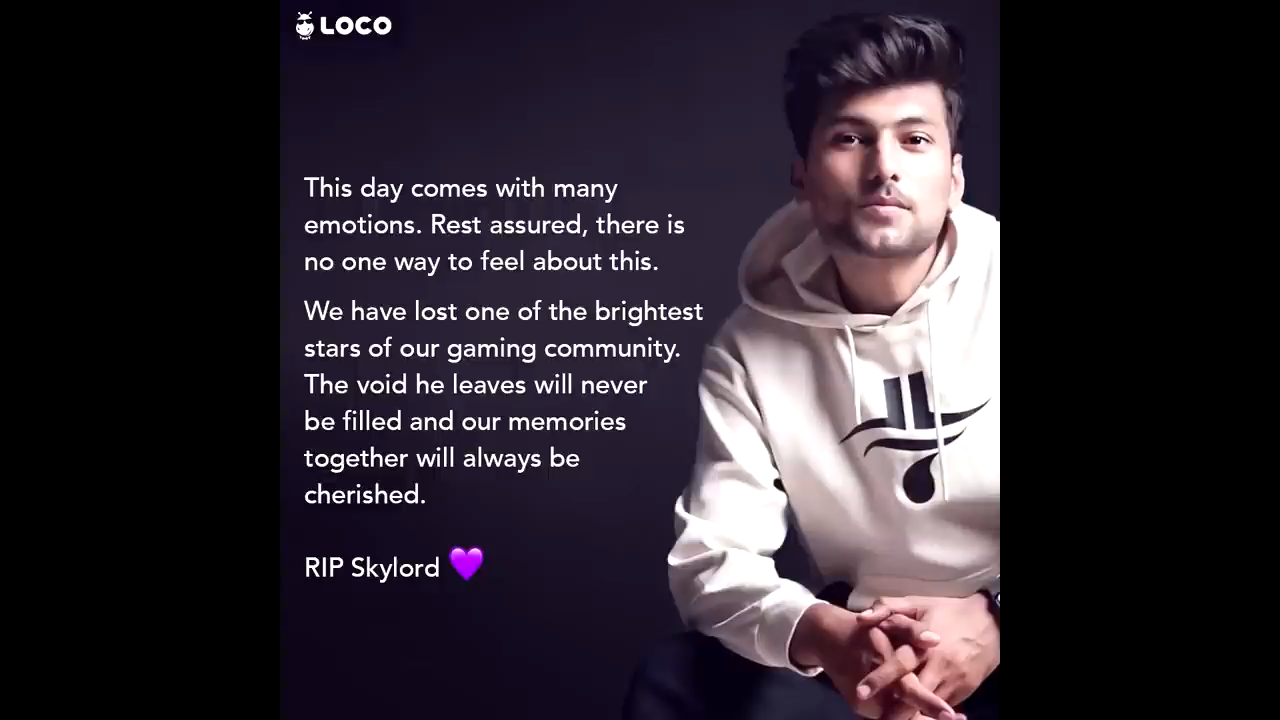 LOCO
This day comes with many
emotions. Rest assured, there is
no one way to feel about this.
We have lost one of the brightest
stars of our gaming community.
The void he leaves will never
be filled and our memories
together will always be
cherished.
RIP Skylord 💜